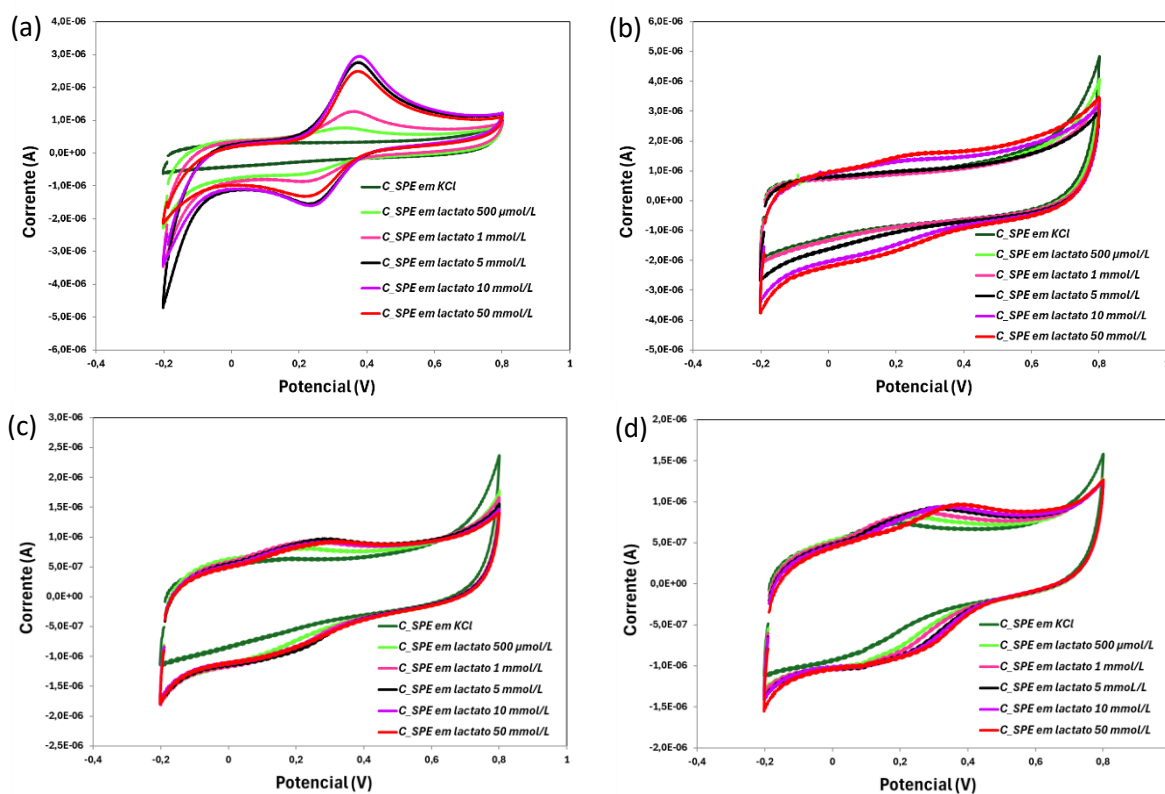 (a)
4,0E-06
3,0E-06
2,0E-06
1,0E-06
0,0E+00
-1,0E-06
-2,0E-06
-3,0E-06
-4,0E-06
-5,0E-06
-6,0E-06
Corrente (A)
C_SPE em KCl
C_SPE em lactato 500 µmol/L
C_SPE em lactato 1 mmol/L
C_SPE em lactato 5 mmol/L
C_SPE em lactato 10 mmol/L
C_SPE em lactato 50 mmol/L
-0,4 -0,2 0 0,2 0,4 0,6 0,8 1
Potencial (V)
(b)
6,0E-06
5,0E-06
4,0E-06
3,0E-06
2,0E-06
1,0E-06
0,0E+00
-1,0E-06
-2,0E-06
-3,0E-06
-4,0E-06
-5,0E-06
Corrente (A)
C_SPE em KCl
C_SPE em lactato 500 µmol/L
C_SPE em lactato 1 mmol/L
C_SPE em lactato 5 mmol/L
C_SPE em lactato 10 mmol/L
C_SPE em lactato 50 mmol/L
-0,4 -0,2 0 0,2 0,4 0,6 0,8 1
Potencial (V)
(c)
3,0E-06
2,5E-06
2,0E-06
1,5E-06
1,0E-06
5,0E-07
0,0E+00
-5,0E-07
-1,0E-06
-1,5E-06
-2,0E-06
-2,5E-06
Corrente (A)
C_SPE em KCl
C_SPE em lactato 500 µmol/L
C_SPE em lactato 1 mmol/L
C_SPE em lactato 5 mmol/L
C_SPE em lactato 10 mmol/L
C_SPE em lactato 50 mmol/L
-0,4 -0,2 0 0,2 0,4 0,6 0,8 1
Potencial (V)
(d)
2,0E-06
1,5E-06
1,0E-06
5,0E-07
0,0E+00
-5,0E-07
-1,0E-06
-1,5E-06
-2,0E-06
Corrente (A)
C_SPE em KCl
C_SPE em lactato 500 µmol/L
C_SPE em lactato 1 mmol/L
C_SPE em lactato 5 mmol/L
C_SPE em lactato 10 mmol/L
C_SPE em lactato 50 mmol/L
-0,4 -0,2 0 0,2 0,4 0,6 0,8 1
Potencial (V)